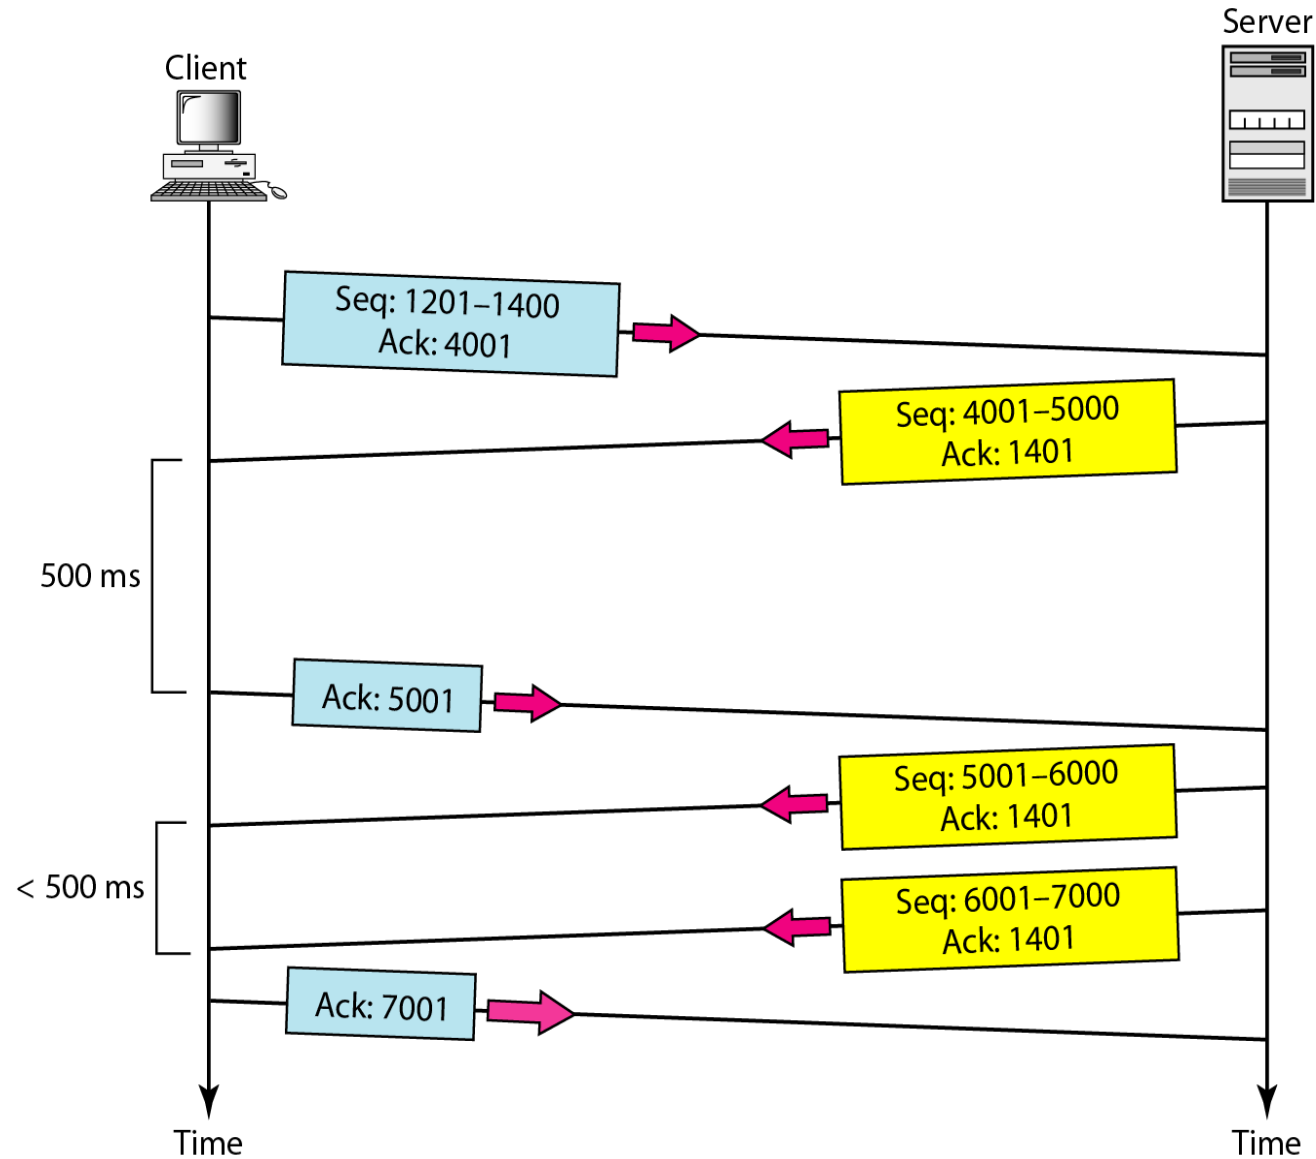 Server
Client
Seq: 1201–1400
Ack: 4001
Seq: 4001–5000
Ack: 1401
500 ms
Ack: 5001
Seq: 5001–6000
Ack: 1401
< 500 ms
Seq: 6001–7000
Ack: 1401
Ack: 7001
Time
Time